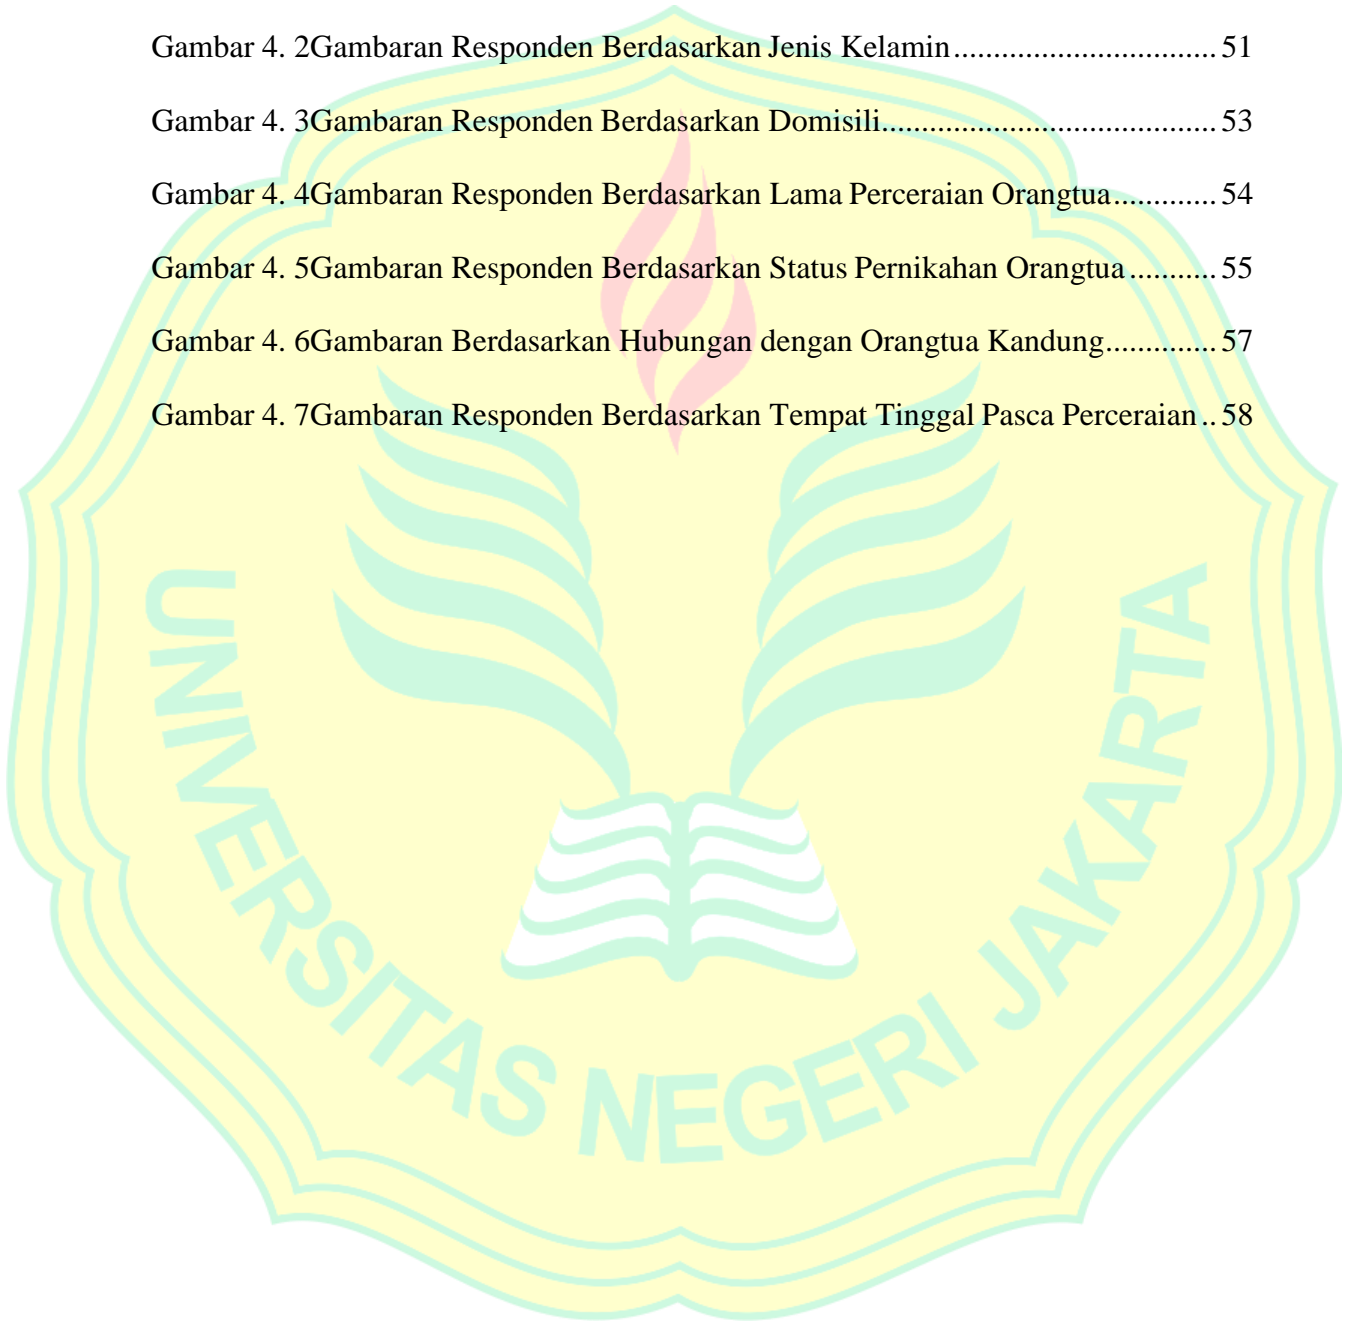 Gambar 4. 2Gambaran Responden Berdasarkan Jenis Kelamin................................ 51
Gambar 4. 3Gambaran Responden Berdasarkan Domisili......................................... 53
Gambar 4. 4Gambaran Responden Berdasarkan Lama Perceraian Orangtua............. 54
Gambar 4. 5Gambaran Responden Berdasarkan Status Pernikahan Orangtua........... 55
Gambar 4. 6Gambaran Berdasarkan Hubungan dengan Orangtua Kandung.............. 57
Gambar 4. 7Gambaran Responden Berdasarkan Tempat Tinggal Pasca Perceraian.. 58
UNIVERSITAS NEGERI JAKARTA